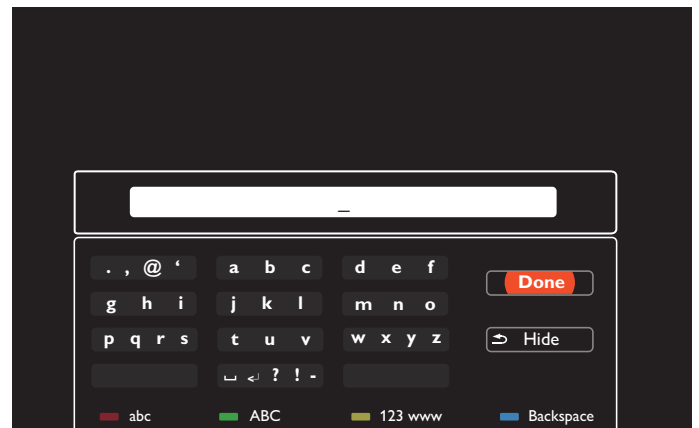 _
. , @ ‘ a b c d e f
Done
g h i j k l m n o
p q r s t u v w x y z
Hide
␣ ↵ ? ! -
abc ABC 123 www Backspace